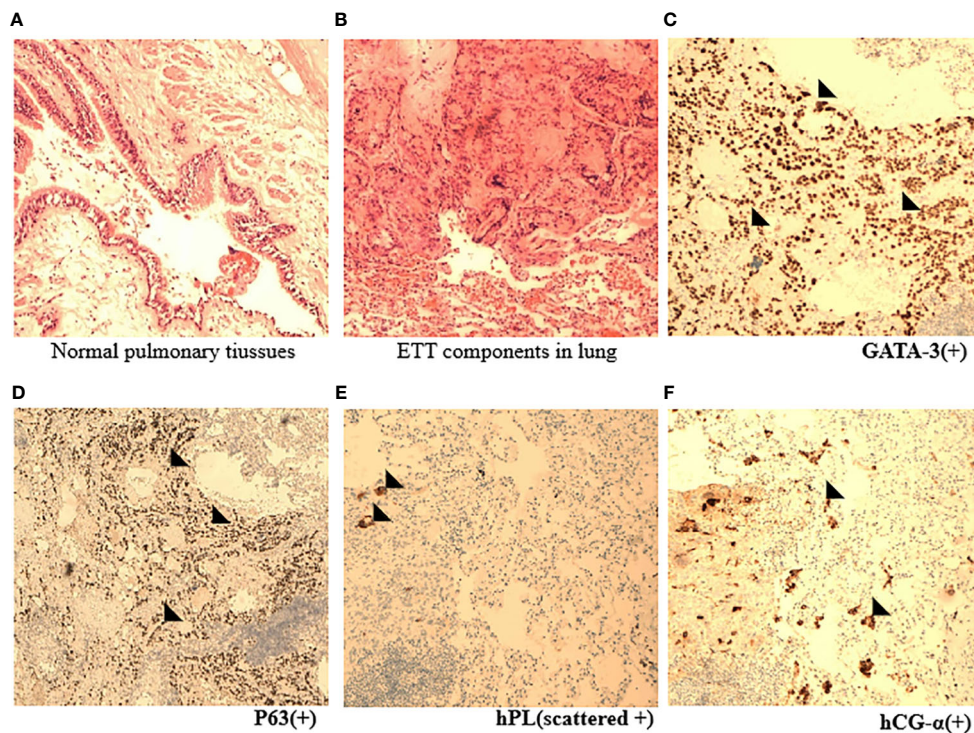 A
B
C
Normal pulmonary tiussues
ETT components in lung
GATA-3(+)
D
E
F
P63(+)
hPL(scattered +)
hCG-α(+)